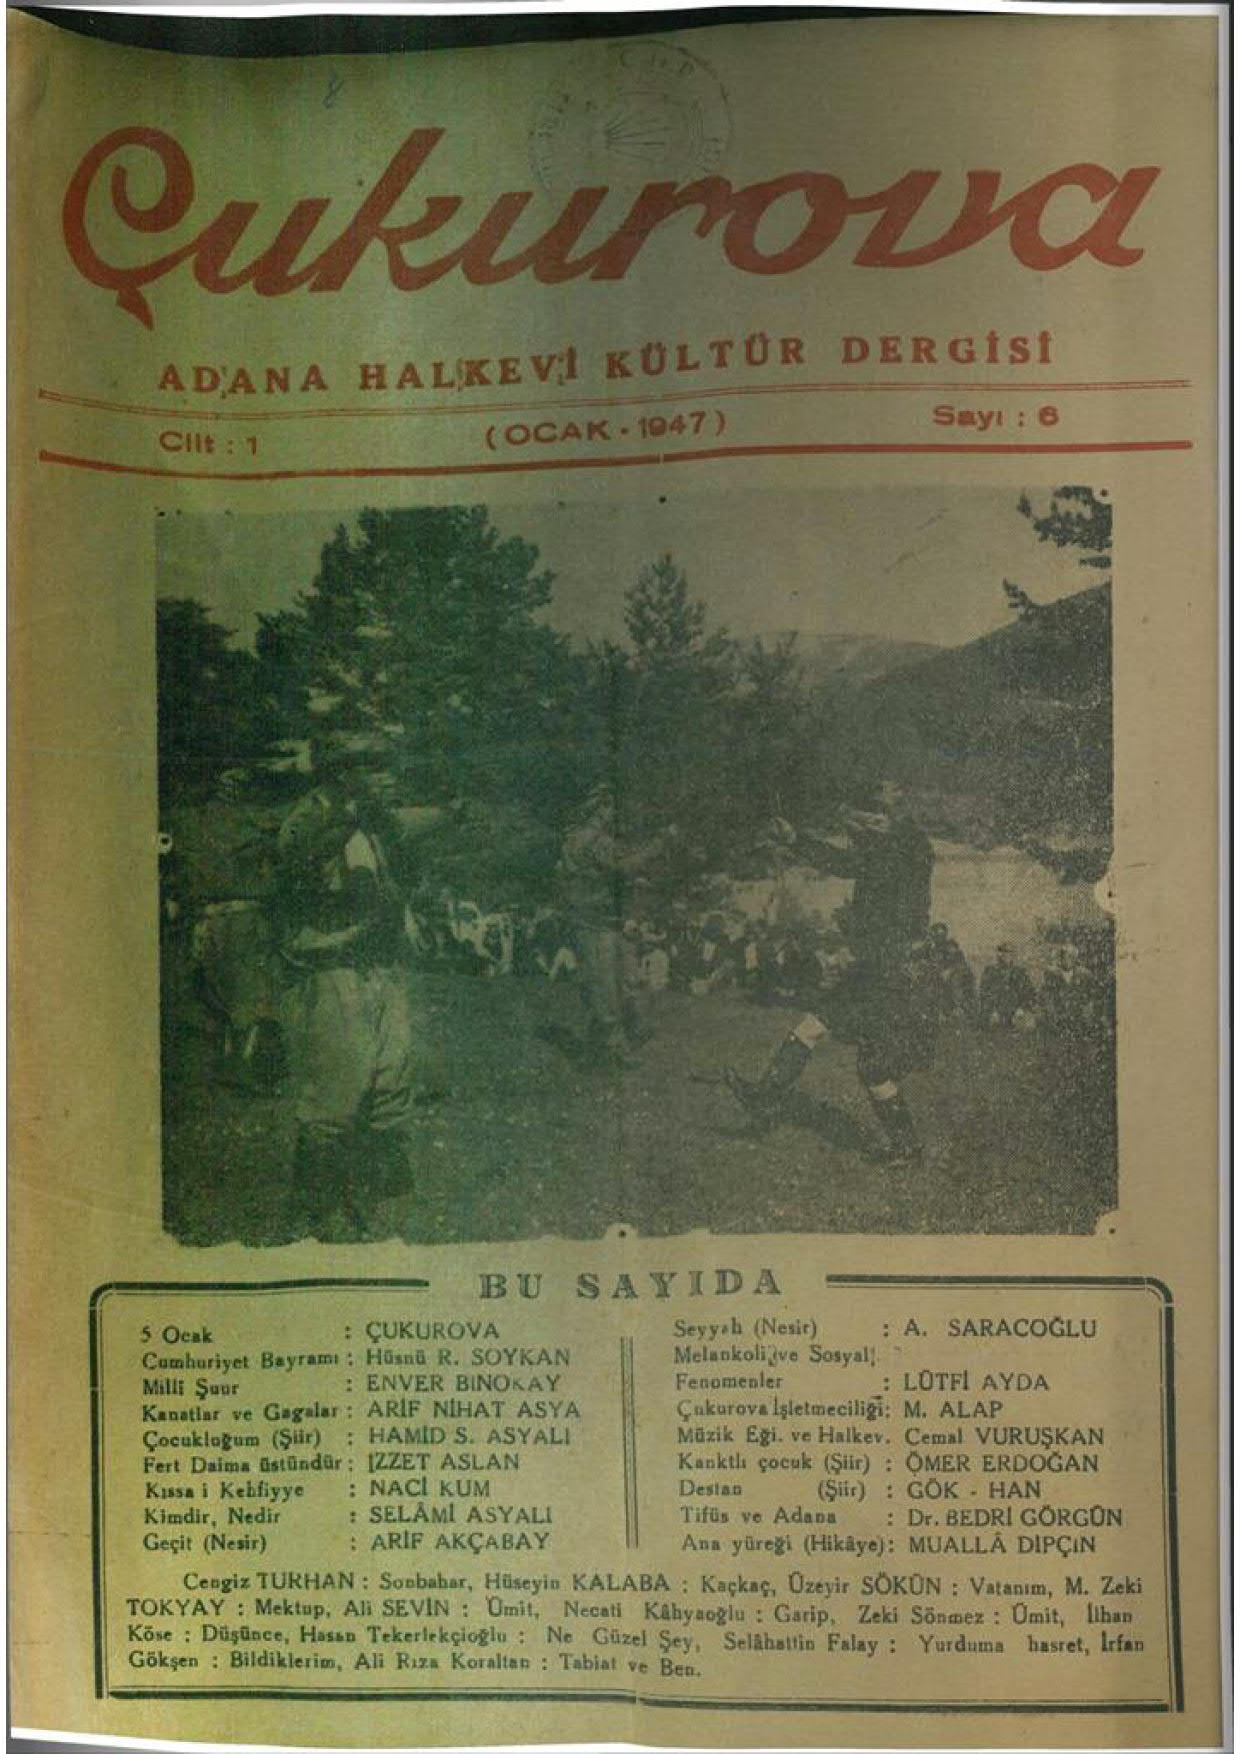 Çukurova
ADANA HALKEVİ KÜLTÜR DERGİSİ
Cilt : 1 (OCAK - 1947) Sayı : 6
BU SAYIDA
5 Ocak : ÇUKUROVA
Cumhuriyet Bayramı : Hüsnü R. SOYKAN
Millî Şuur : ENVER BİNOKAY
Kanatlar ve Gagalar : ARİF NİHAT ASYA
Çocukluğum (Şiir) : HAMİD S. ASYALI
Fert Daima üstündür : İZZET ASLAN
Kıssa i Kehfiyye : NACİ KUM
Kimdir, Nedir : SELÂMİ ASYALI
Geçit (Nesir) : ARİF AKÇABAY
Seyyah (Nesir) : A. SARACOĞLU
Melankoli ve Sosyal
Fenomenler : LÜTFİ AYDA
Çukurova İşletmeciliği : M. ALAP
Müzik Eği. ve Halkev. Cemal VURUŞKAN
Kanktlı çocuk (Şiir) : ÖMER ERDOĞAN
Destan (Şiir) : GÖK - HAN
Tifüs ve Adana : Dr. BEDRİ GÖRGÜN
Ana yüreği (Hikâye) : MUALLÂ DİPÇİN
Cengiz TURHAN : Sonbahar, Hüseyin KALABA : Kaçkaç, Üzeyir SÖKÜN : Vatanım, M. Zeki
TOKYAY : Mektup, Ali SEVİN : Ümit, Necati Kâhyaoğlu : Garip, Zeki Sönmez : Ümit, İlhan
Köse : Düşünce, Hasan Tekerlekçioğlu : Ne Güzel Şey, Selâhattin Falay : Yurduma hasret, İrfan
Gökşen : Bildiklerim, Ali Rıza Koraltan : Tabiat ve Ben.